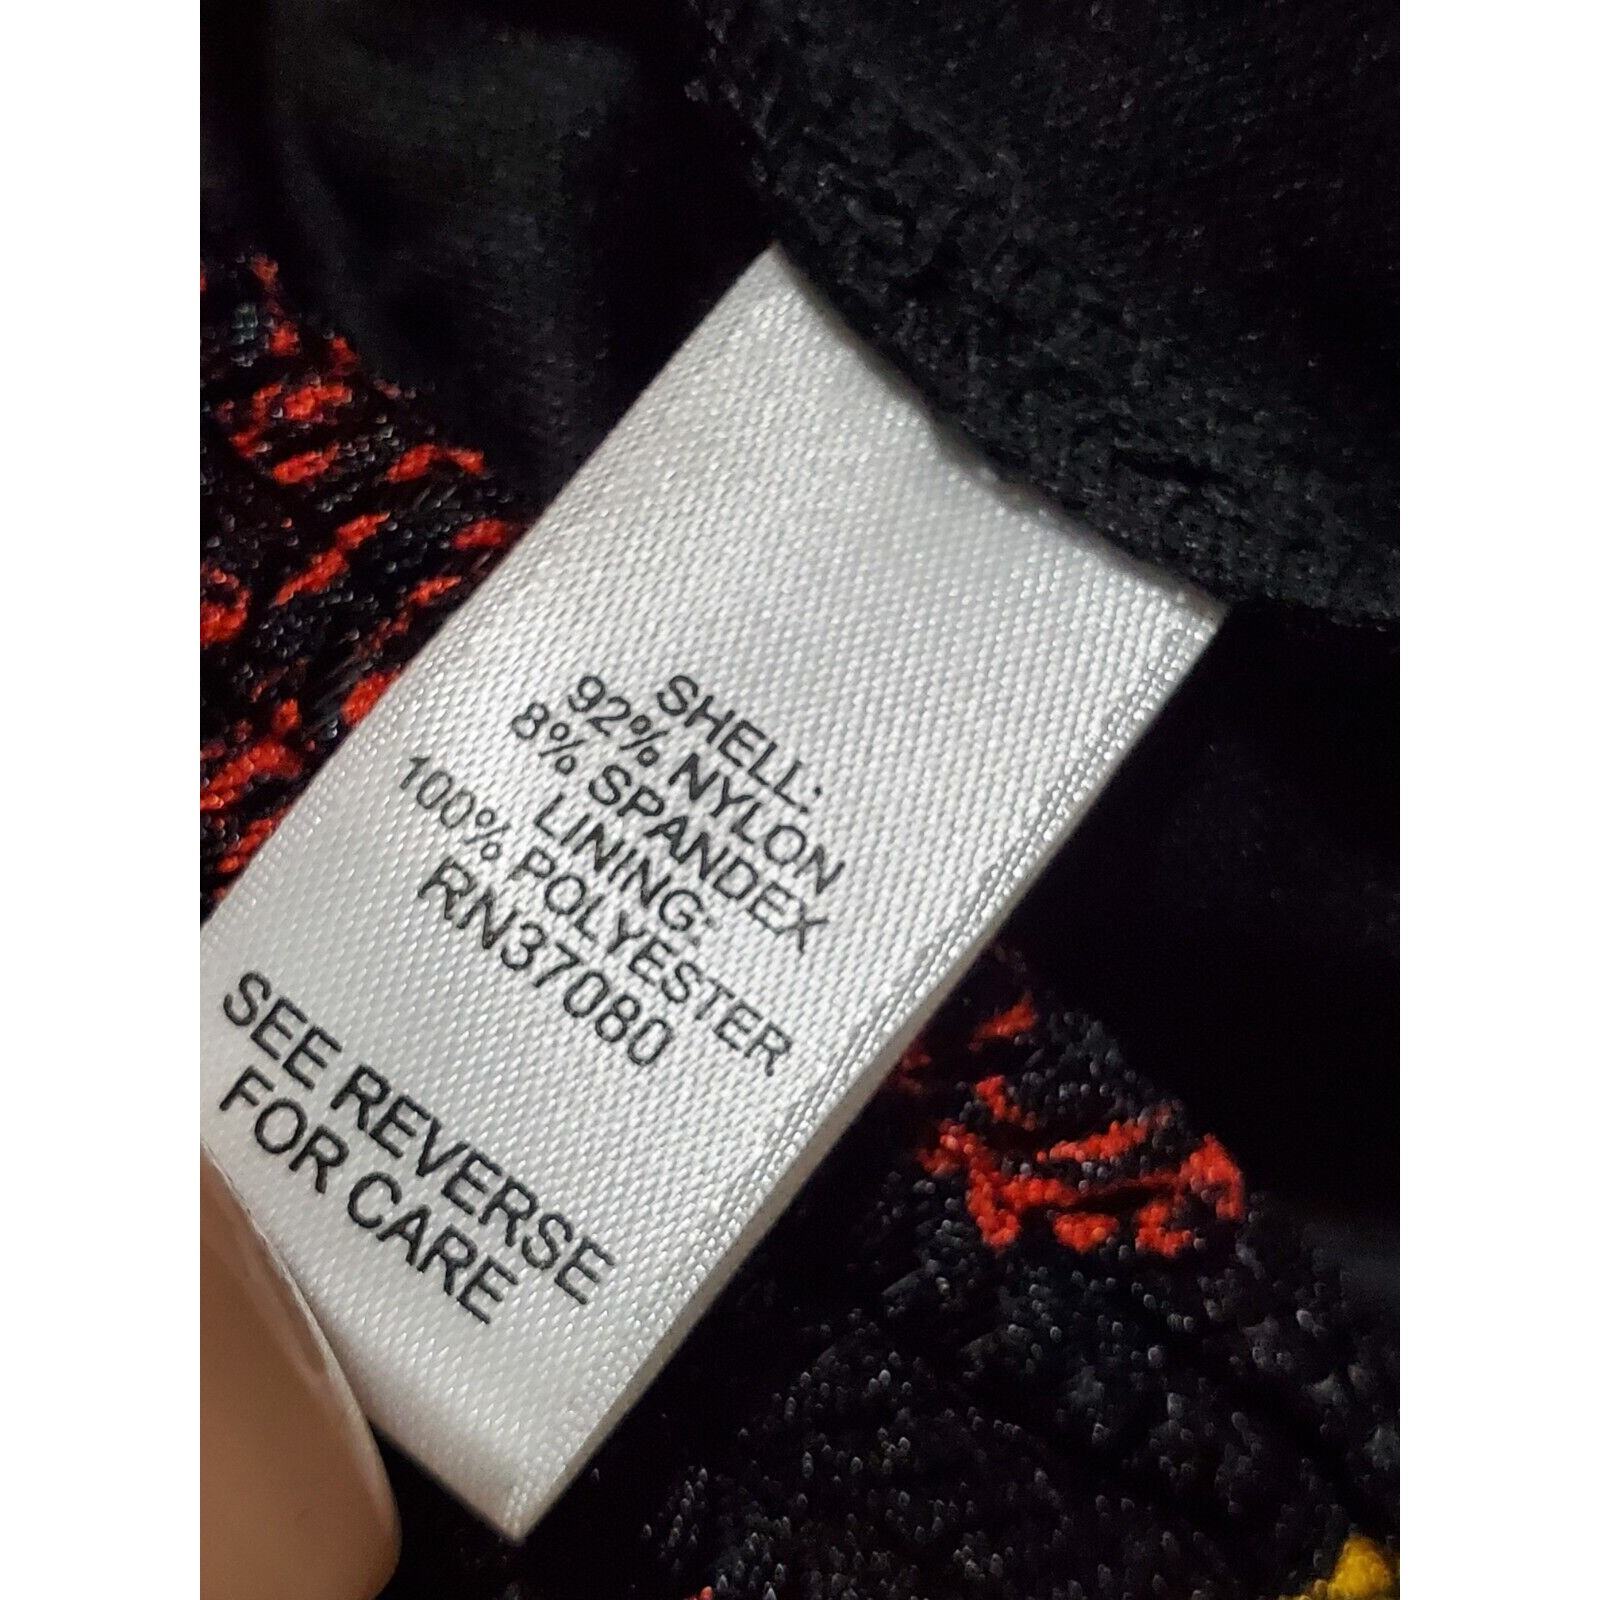 SHELL:
92% NYLON
8% SPANDEX
LINING:
100% POLYESTER
RN37080
SEE REVERSE
FOR CARE